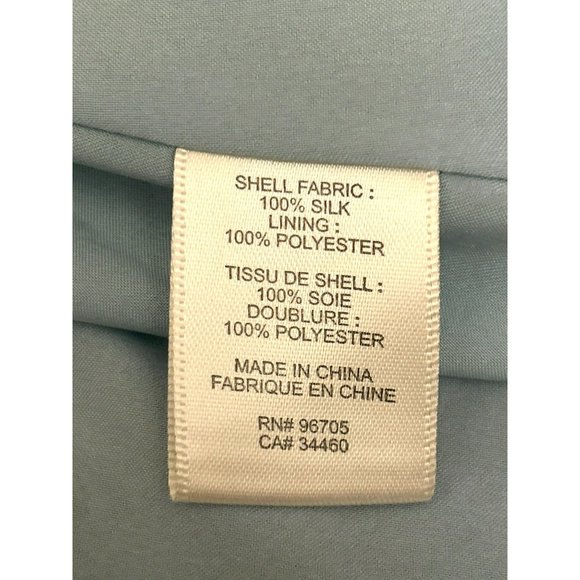 SHELL FABRIC :
100% SILK
LINING :
100% POLYESTER
TISSU DE SHELL :
100% SOIE
DOUBLURE :
100% POLYESTER
MADE IN CHINA
FABRIQUE EN CHINE
RN# 96705
CA# 34460